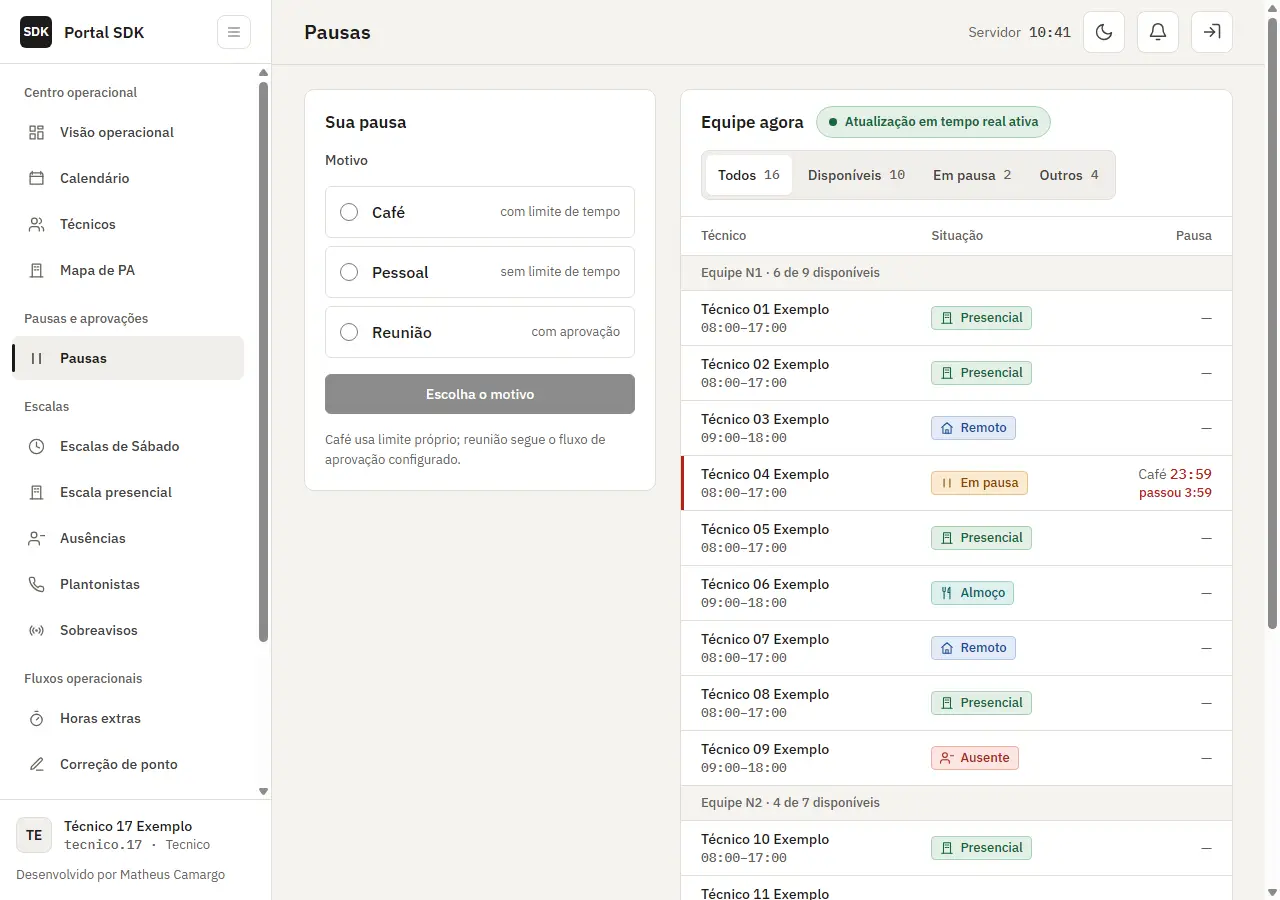 SDK Portal SDK
Centro operacional
Visão operacional
Calendário
Técnicos
Mapa de PA
Pausas e aprovações
Pausas
Escalas
Escalas de Sábado
Escala presencial
Ausências
Plantonistas
Sobreavisos
Fluxos operacionais
Horas extras
Correção de ponto
TE
Técnico 17 Exemplo
tecnico.17 · Tecnico
Desenvolvido por Matheus Camargo
Pausas
Servidor 10:41
Sua pausa
Motivo
Café com limite de tempo
Pessoal sem limite de tempo
Reunião com aprovação
Escolha o motivo
Café usa limite próprio; reunião segue o fluxo de
aprovação configurado.
Equipe agora Atualização em tempo real ativa
Todos 16 Disponíveis 10 Em pausa 2 Outros 4
Técnico Situação Pausa
Equipe N1 · 6 de 9 disponíveis
Técnico 01 Exemplo
08:00–17:00 Presencial —
Técnico 02 Exemplo
08:00–17:00 Presencial —
Técnico 03 Exemplo
09:00–18:00 Remoto —
Técnico 04 Exemplo Em pausa Café 23:59
08:00–17:00 passou 3:59
Técnico 05 Exemplo
08:00–17:00 Presencial —
Técnico 06 Exemplo
09:00–18:00 Almoço —
Técnico 07 Exemplo
08:00–17:00 Remoto —
Técnico 08 Exemplo
08:00–17:00 Presencial —
Técnico 09 Exemplo
09:00–18:00 Ausente —
Equipe N2 · 4 de 7 disponíveis
Técnico 10 Exemplo
08:00–17:00 Presencial —
Técnico 11 Exemplo